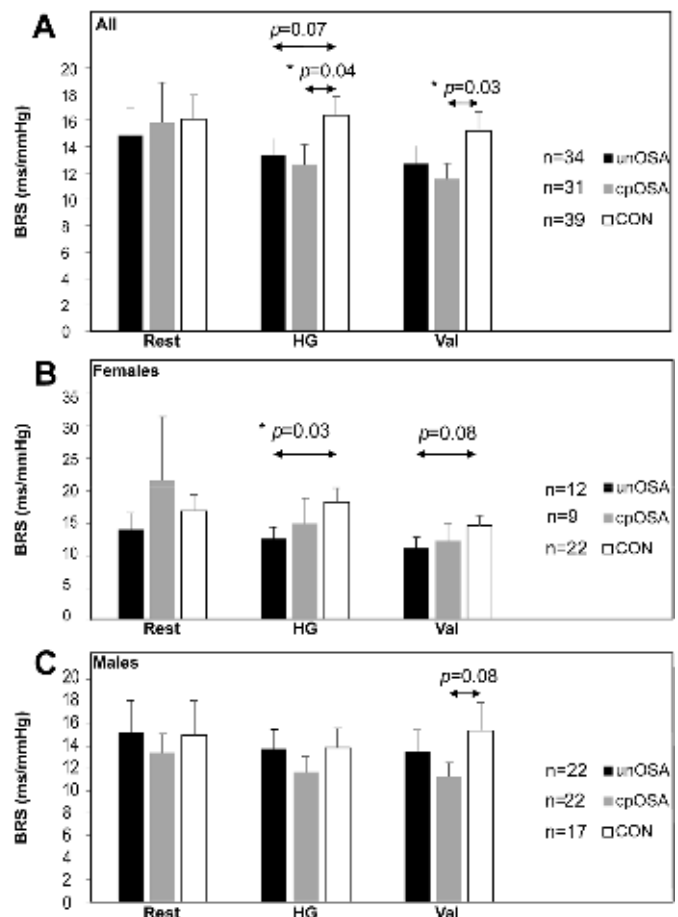 A All
p=0.07
* p=0.04
* p=0.03
BRS (ms/mmHg)
20
18
16
14
12
10
8
6
4
2
0
n=34 unOSA
n=31 cpOSA
n=39 CON
Rest HG Val
B Females
* p=0.03
p=0.08
BRS (ms/mmHg)
35
30
25
20
15
10
5
0
n=12 unOSA
n=9 cpOSA
n=22 CON
Rest HG Val
C Males
p=0.08
BRS (ms/mmHg)
20
18
16
14
12
10
8
6
4
2
0
n=22 unOSA
n=22 cpOSA
n=17 CON
Rest HG Val